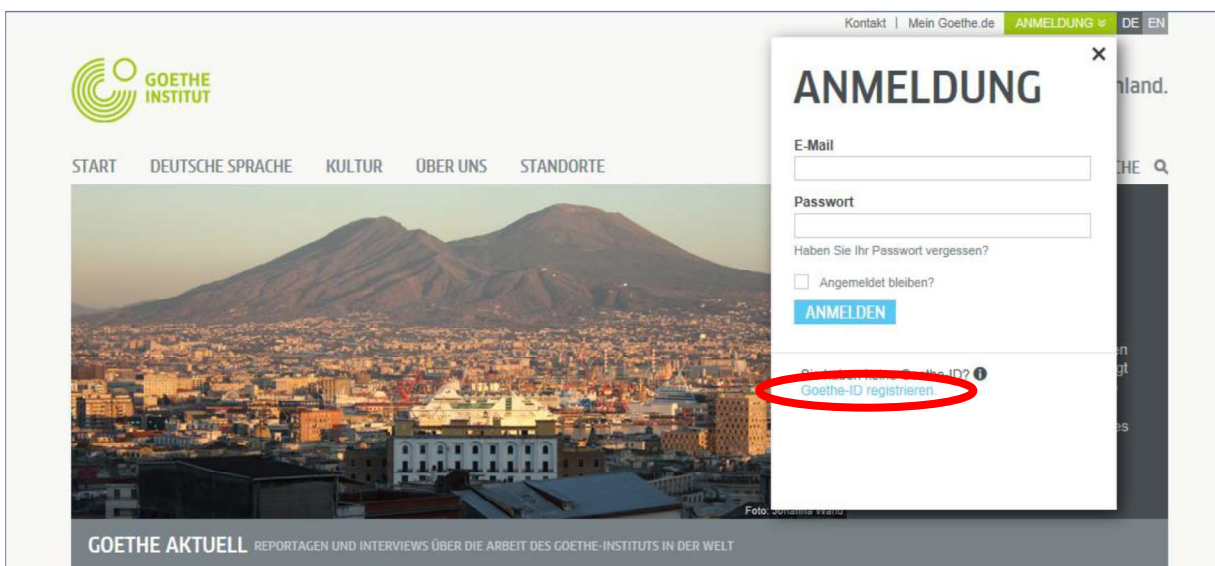 Kontakt | Mein Goethe.de ANMELDUNG DE EN
GOETHE
INSTITUT
START DEUTSCHE SPRACHE KULTUR ÜBER UNS STANDORTE
ANMELDUNG
E-Mail
Passwort
Haben Sie Ihr Passwort vergessen?
Angemeldet bleiben?
ANMELDEN
Goethe-ID registrieren.
Foto: Johanna Wand
GOETHE AKTUELL REPORTAGEN UND INTERVIEWS ÜBER DIE ARBEIT DES GOETHE-INSTITUTS IN DER WELT